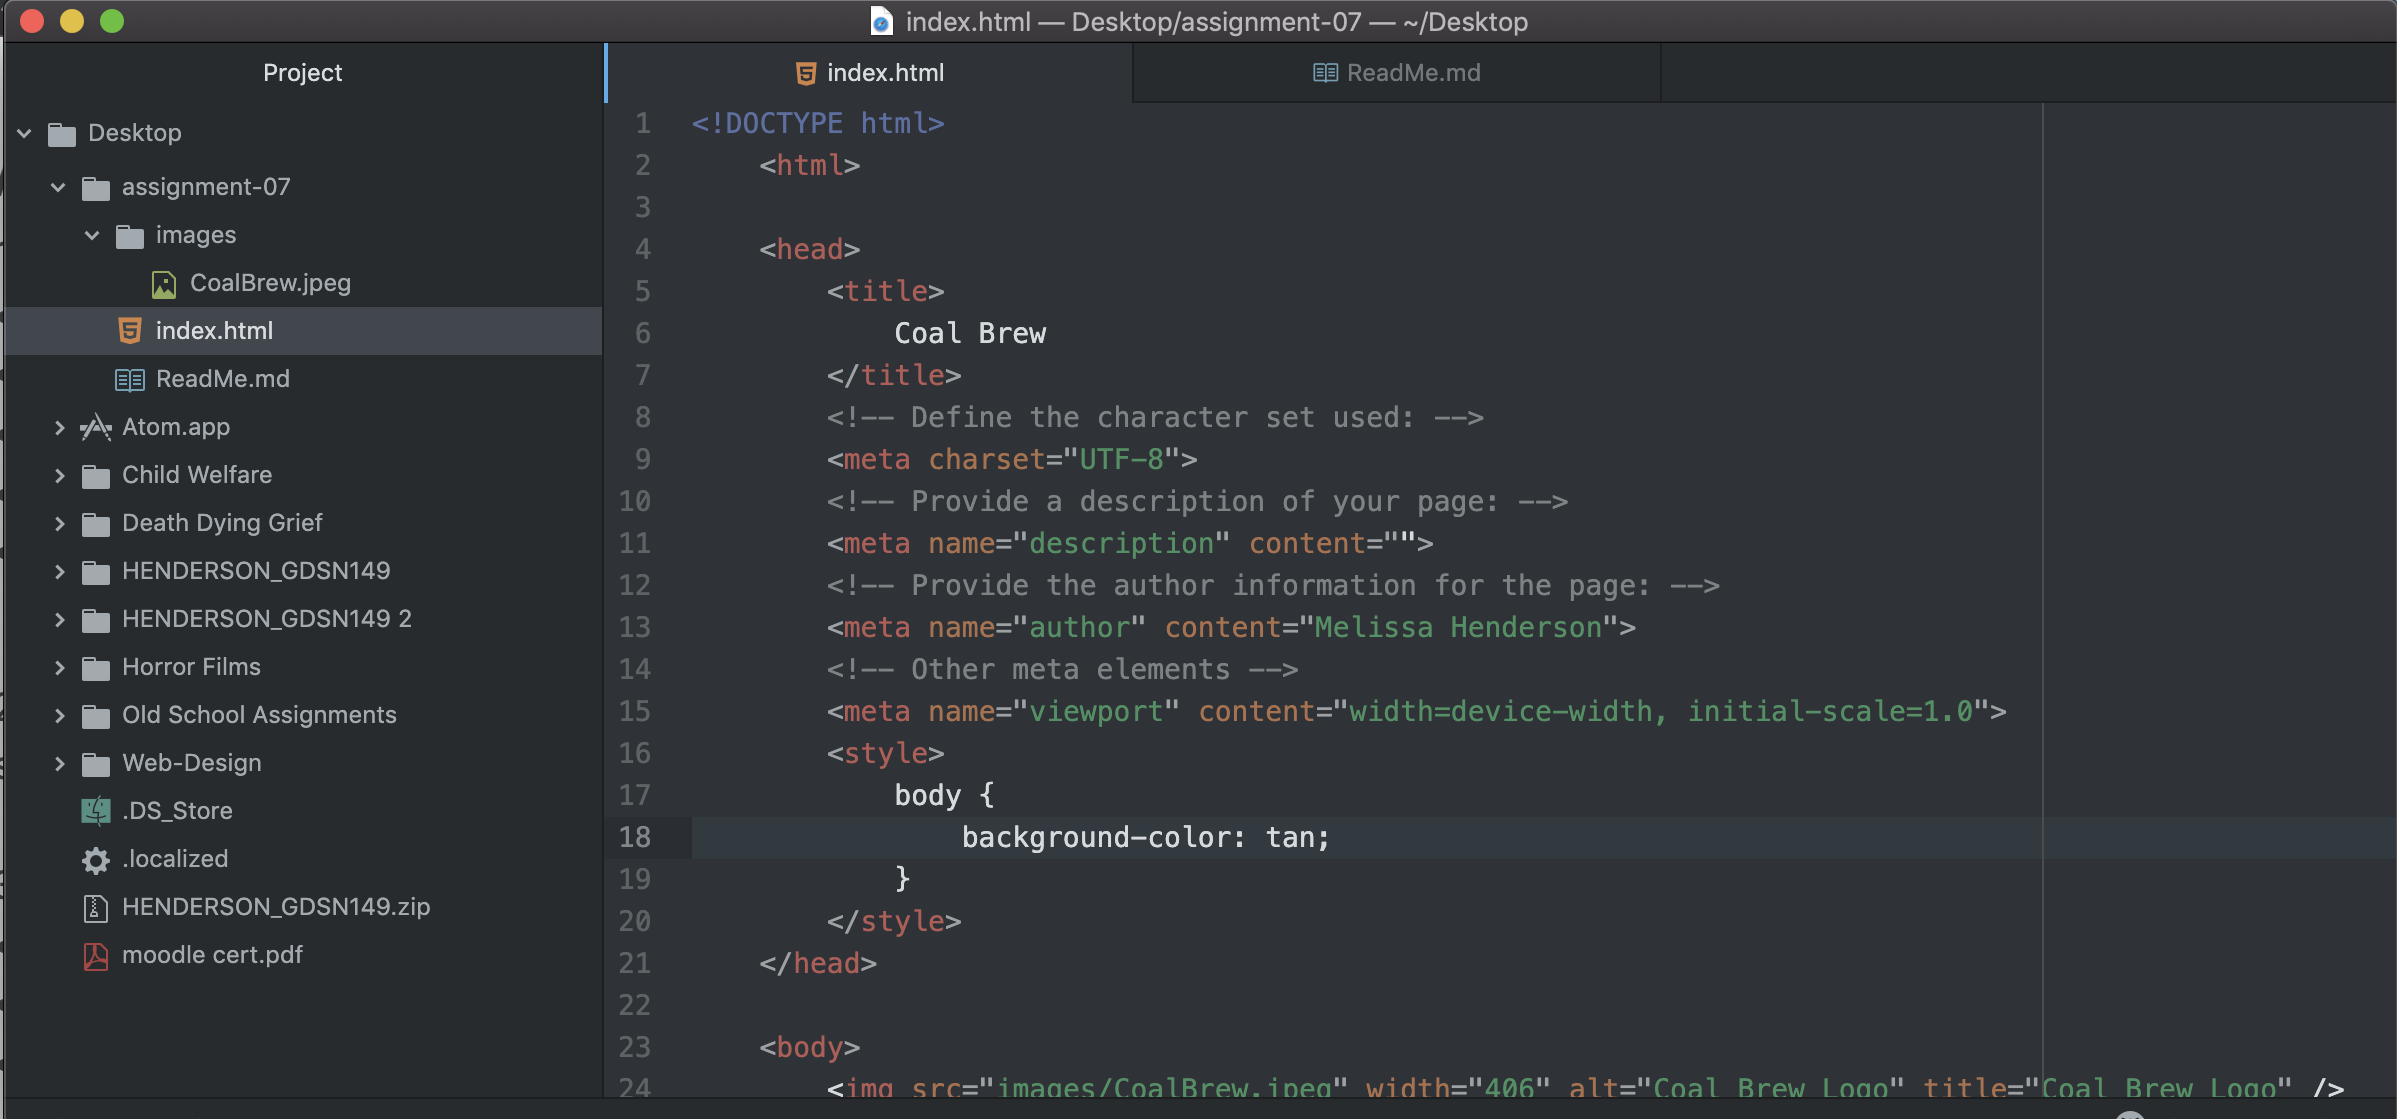 index.html — Desktop/assignment-07 — ~/Desktop
Project
Desktop
assignment-07
images
CoalBrew.jpeg
index.html
ReadMe.md
Atom.app
Child Welfare
Death Dying Grief
HENDERSON_GDSN149
HENDERSON_GDSN149 2
Horror Films
Old School Assignments
Web-Design
.DS_Store
.localized
HENDERSON_GDSN149.zip
moodle cert.pdf
index.html
ReadMe.md
1 <!DOCTYPE html>
2 <html>
3
4 <head>
5 <title>
6 Coal Brew
7 </title>
8 <!-- Define the character set used: -->
9 <meta charset="UTF-8">
10 <!-- Provide a description of your page: -->
11 <meta name="description" content="">
12 <!-- Provide the author information for the page: -->
13 <meta name="author" content="Melissa Henderson">
14 <!-- Other meta elements -->
15 <meta name="viewport" content="width=device-width, initial-scale=1.0">
16 <style>
17 body {
18 background-color: tan;
19 }
20 </style>
21 </head>
22
23 <body>
24 <img src="images/CoalBrew.jpeg" width="406" alt="Coal Brew Logo" title="Coal Brew Logo" />